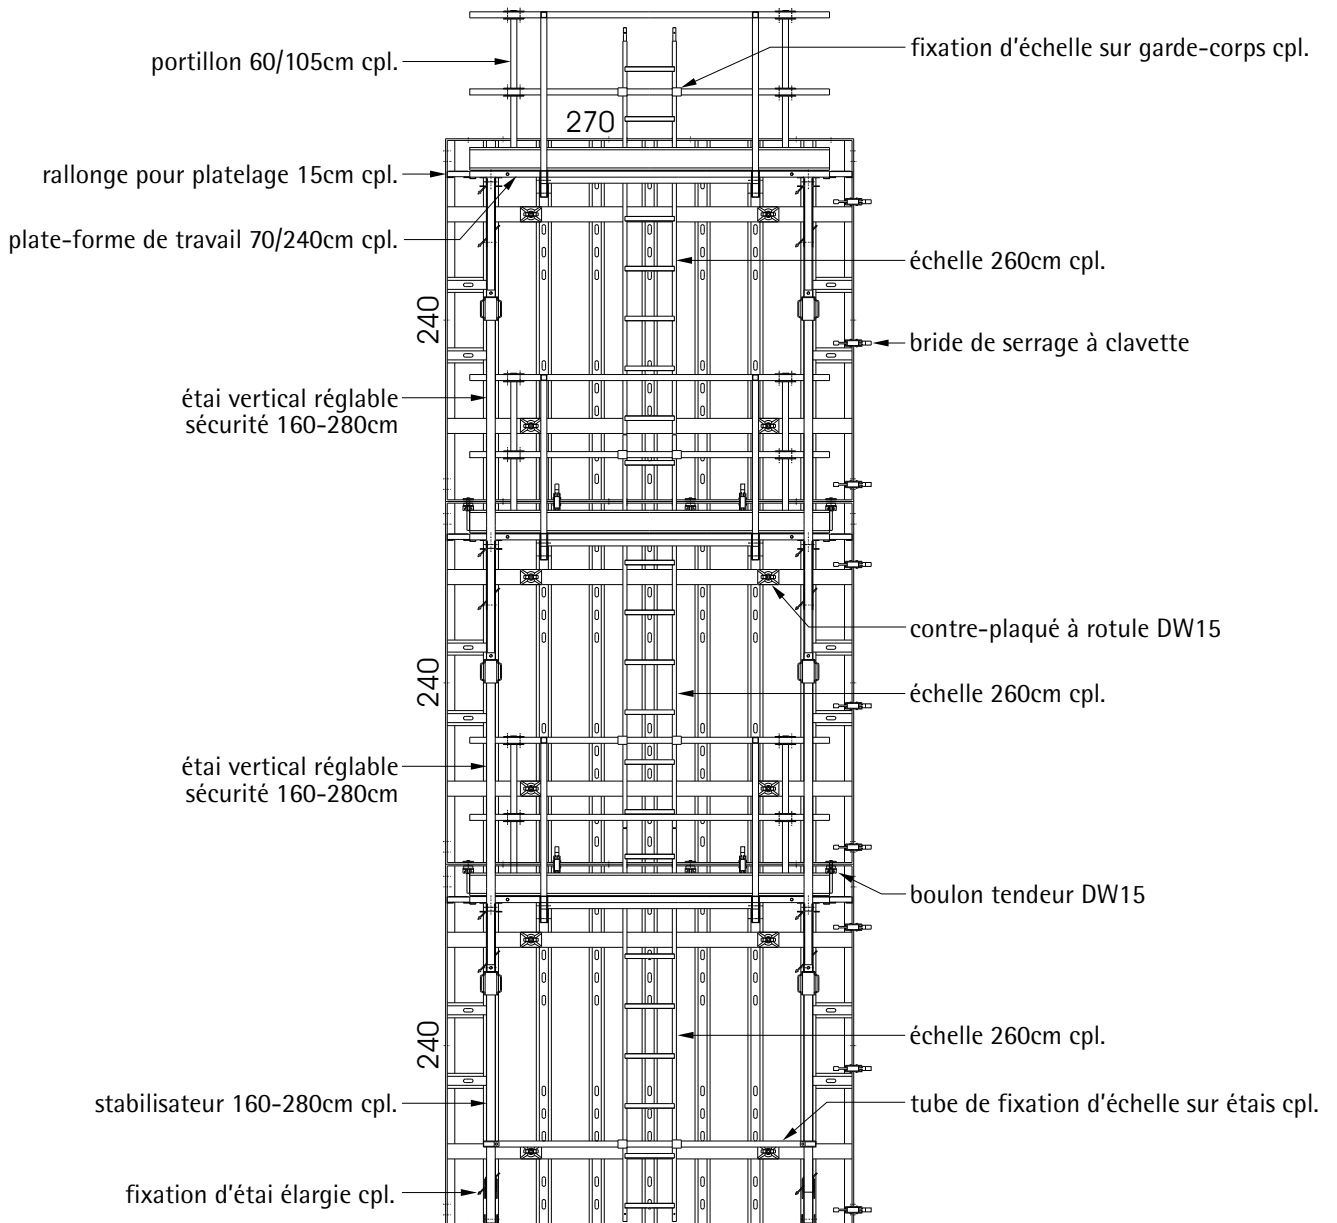 portillon 60/105cm cpl.
fixation d'échelle sur garde-corps cpl.
270
rallonge pour platelage 15cm cpl.
plate-forme de travail 70/240cm cpl.
échelle 260cm cpl.
240
bride de serrage à clavette
étai vertical réglable
sécurité 160-280cm
contre-plaqué à rotule DW15
240
échelle 260cm cpl.
étai vertical réglable
sécurité 160-280cm
boulon tendeur DW15
240
échelle 260cm cpl.
stabilisateur 160-280cm cpl.
tube de fixation d'échelle sur étais cpl.
fixation d'étai élargie cpl.